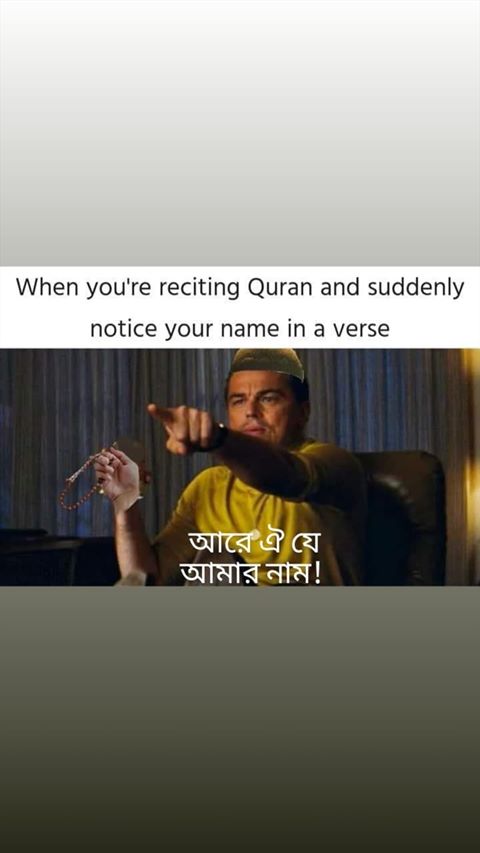 When you're reciting Quran and suddenly
notice your name in a verse
আরে ঐ যে
আমার নাম!